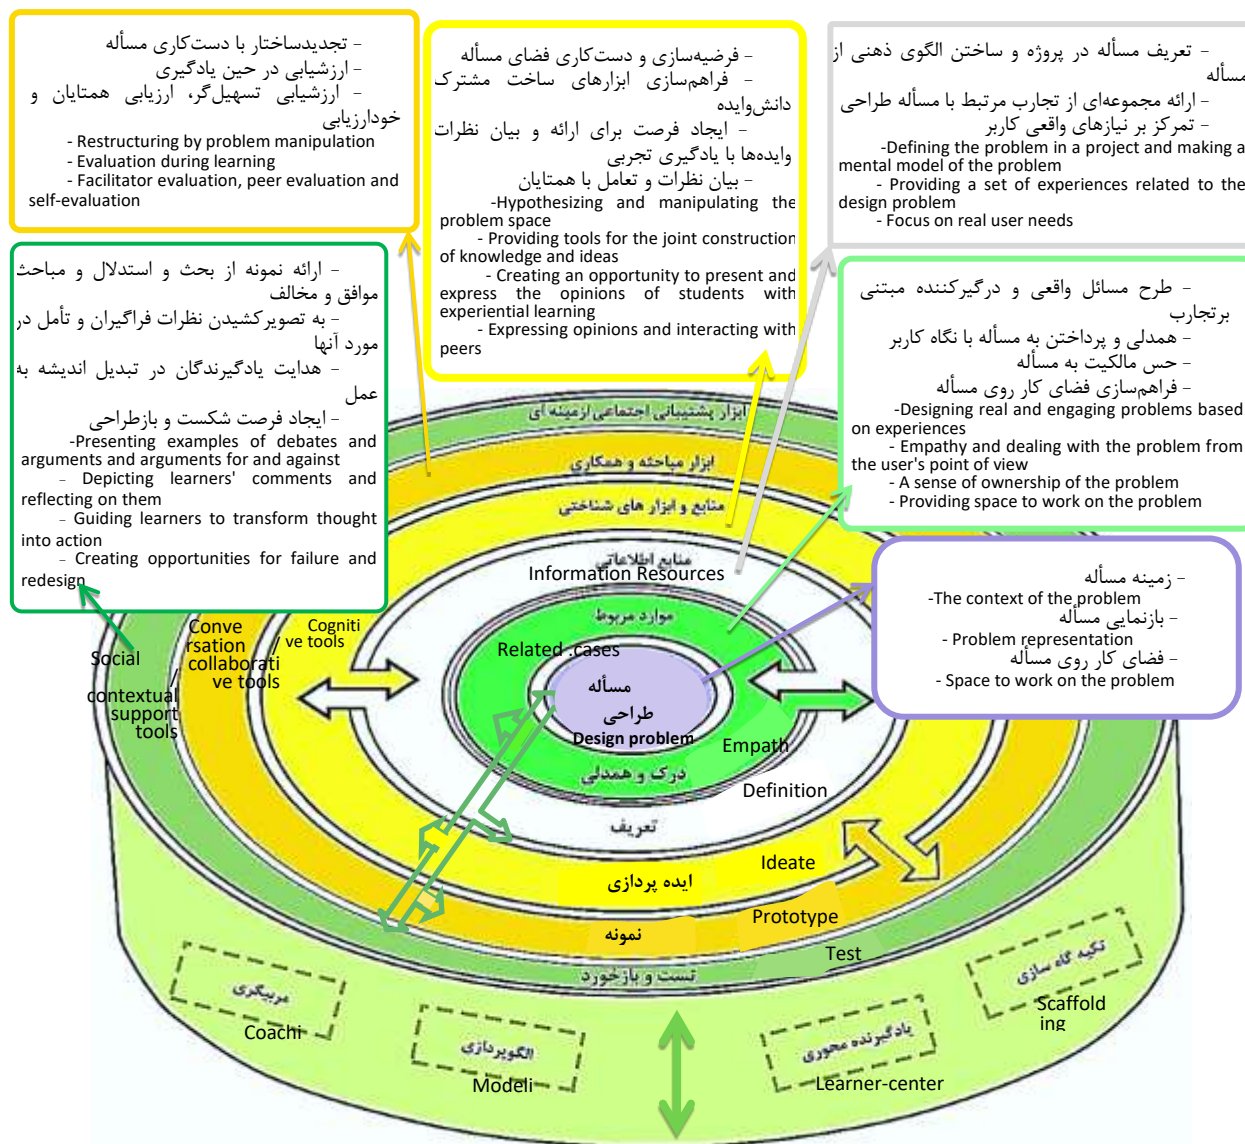 - تجدیدساختار با دست‌کاری مسأله
- ارزشیابی در حین یادگیری
- ارزشیابی تسهیل‌گر، ارزیابی همتایان و
خودارزیابی
- Restructuring by problem manipulation
- Evaluation during learning
- Facilitator evaluation, peer evaluation and
self-evaluation
- فرضیه‌سازی و دست‌کاری فضای مسأله
- فراهم‌سازی ابزارهای ساخت مشترک
دانش‌وایده
- ایجاد فرصت برای ارائه و بیان نظرات
وایده‌ها با یادگیری تجربی
- بیان نظرات و تعامل با همتایان
-Hypothesizing and manipulating the
problem space
- Providing tools for the joint construction
of knowledge and ideas
- Creating an opportunity to present and
express the opinions of students with
experiential learning
- Expressing opinions and interacting with
peers
- تعریف مسأله در پروژه و ساختن الگوی ذهنی از
مسأله
- ارائه مجموعه‌ای از تجارب مرتبط با مسأله طراحی
- تمرکز بر نیازهای واقعی کاربر
-Defining the problem in a project and making a
mental model of the problem
- Providing a set of experiences related to the
design problem
- Focus on real user needs
- ارائه نمونه از بحث و استدلال و مباحث
موافق و مخالف
- به تصویرکشیدن نظرات فراگیران و تأمل در
مورد آنها
- هدایت یادگیرندگان در تبدیل اندیشه به
عمل
- ایجاد فرصت شکست و بازطراحی
-Presenting examples of debates and
arguments and arguments for and against
- Depicting learners' comments and
reflecting on them
- Guiding learners to transform thought
into action
- Creating opportunities for failure and
redesign
- طرح مسائل واقعی و درگیرکننده مبتنی
برتجارب
- همدلی و پرداختن به مسأله با نگاه کاربر
- حس مالکیت به مسأله
- فراهم‌سازی فضای کار روی مسأله
-Designing real and engaging problems based
on experiences
- Empathy and dealing with the problem from
the user's point of view
- A sense of ownership of the problem
- Providing space to work on the problem
- زمینه مسأله
-The context of the problem
- بازنمایی مسأله
- Problem representation
- فضای کار روی مسأله
- Space to work on the problem
ابزار پشتیبانی اجتماعی/زمینه ای
ابزار مباحثه و همکاری
منابع و ابزار های شناختی
منابع اطلاعاتی
Information Resources
موارد مربوط
Related .cases
Cogniti
/ ve tools
Conve
rsation
collaborati
ve tools
Social
/
contextual
support
tools
مسأله
طراحی
Design problem
Empath
درک و همدلی
Definition
تعریف
Ideate
ایده پردازی
Prototype
نمونه
Test
تست و بازخورد
مربیگری
Coachi
الگوپردازی
Modeli
یادگیرنده محوری
Learner-center
تکیه گاه سازی
Scaffold
ing